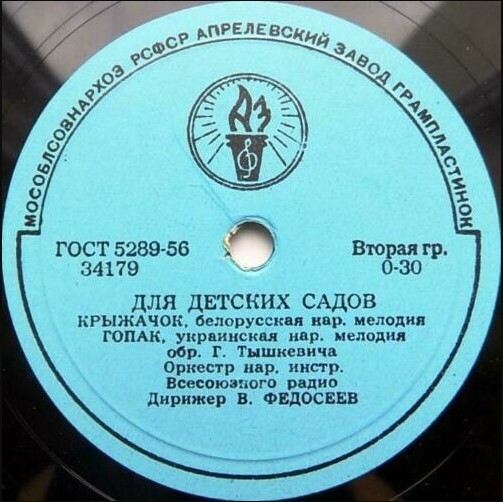 МОСОБЛСОВНАРХОЗ РСФСР АПРЕЛЕВСКИЙ ЗАВОД ГРАМПЛАСТИНОК
АЗ
ГОСТ 5289-56
34179
Вторая гр.
0-30
ДЛЯ ДЕТСКИХ САДОВ
КРЫЖАЧОК, белорусская нар. мелодия
ГОПАК, украинская нар. мелодия
обр. Г. Тышкевича
Оркестр нар. инстр.
Всесоюзного радио
Дирижер В. ФЕДОСЕЕВ